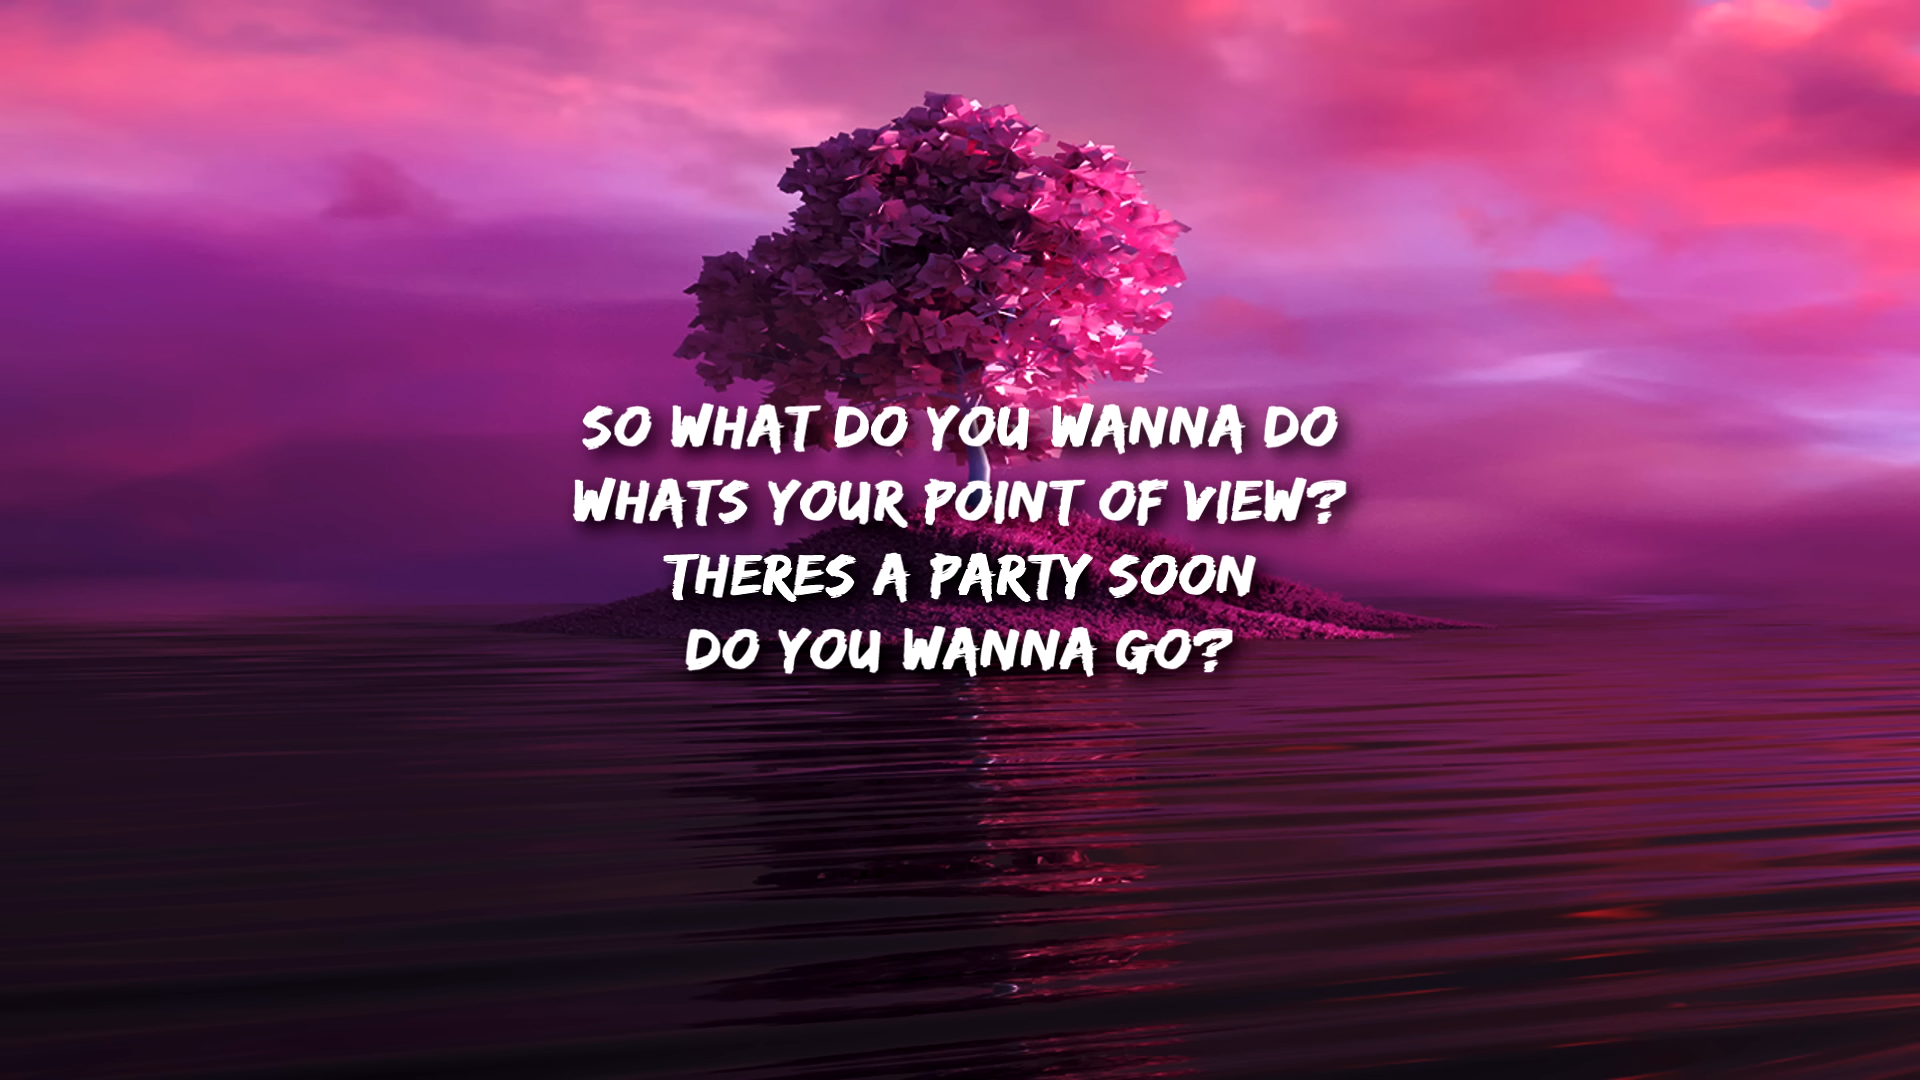 SO WHAT DO YOU WANNA DO
WHATS YOUR POINT OF VIEW?
THERES A PARTY SOON
DO YOU WANNA GO?